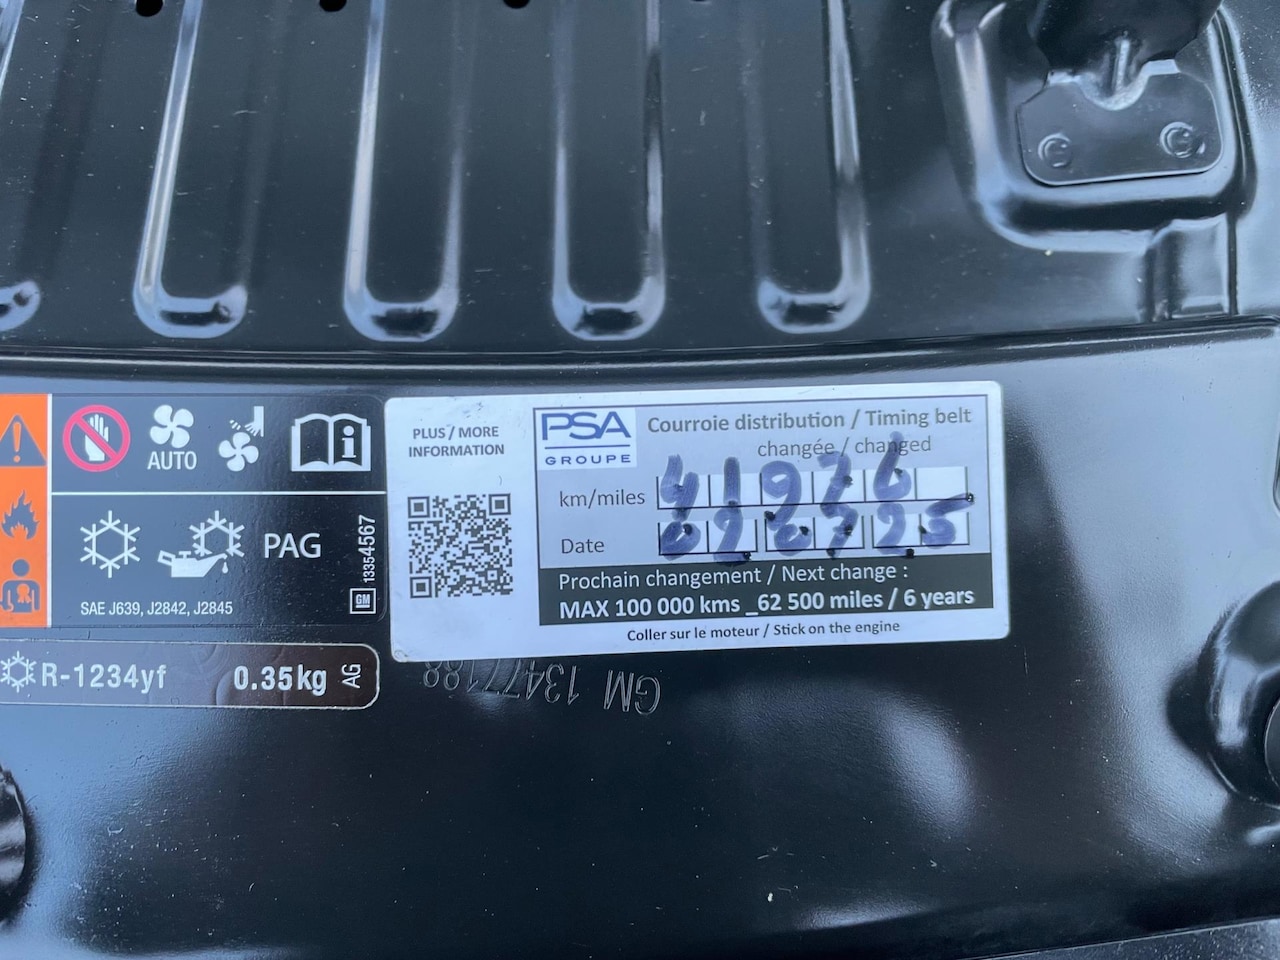 AUTO
PAG
13354567
GM
SAE J639, J2842, J2845
R-1234yf 0.35kg AG
PLUS / MORE
INFORMATION
PSA
GROUPE
Courroie distribution / Timing belt
changée / changed
km/miles 41976
Date
Prochain changement / Next change :
MAX 100 000 kms _62 500 miles / 6 years
Coller sur le moteur / Stick on the engine
GM 13477188